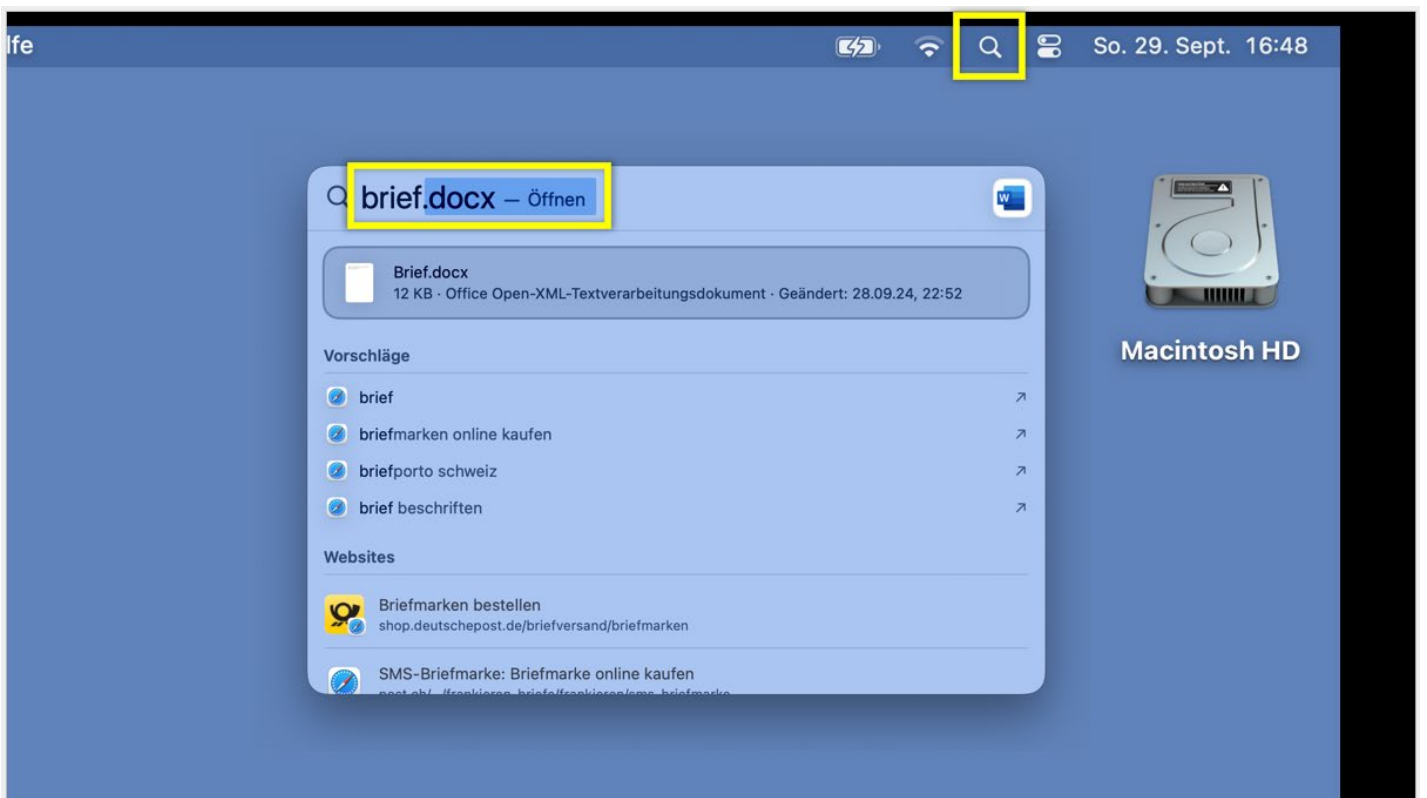 lfe
So. 29. Sept. 16:48
brief.docx – Öffnen
W
Brief.docx
12 KB · Office Open-XML-Textverarbeitungsdokument · Geändert: 28.09.24, 22:52
Macintosh HD
Vorschläge
brief
briefmarken online kaufen
briefporto schweiz
brief beschriften
Websites
Briefmarken bestellen
shop.deutschepost.de/briefversand/briefmarken
SMS-Briefmarke: Briefmarke online kaufen